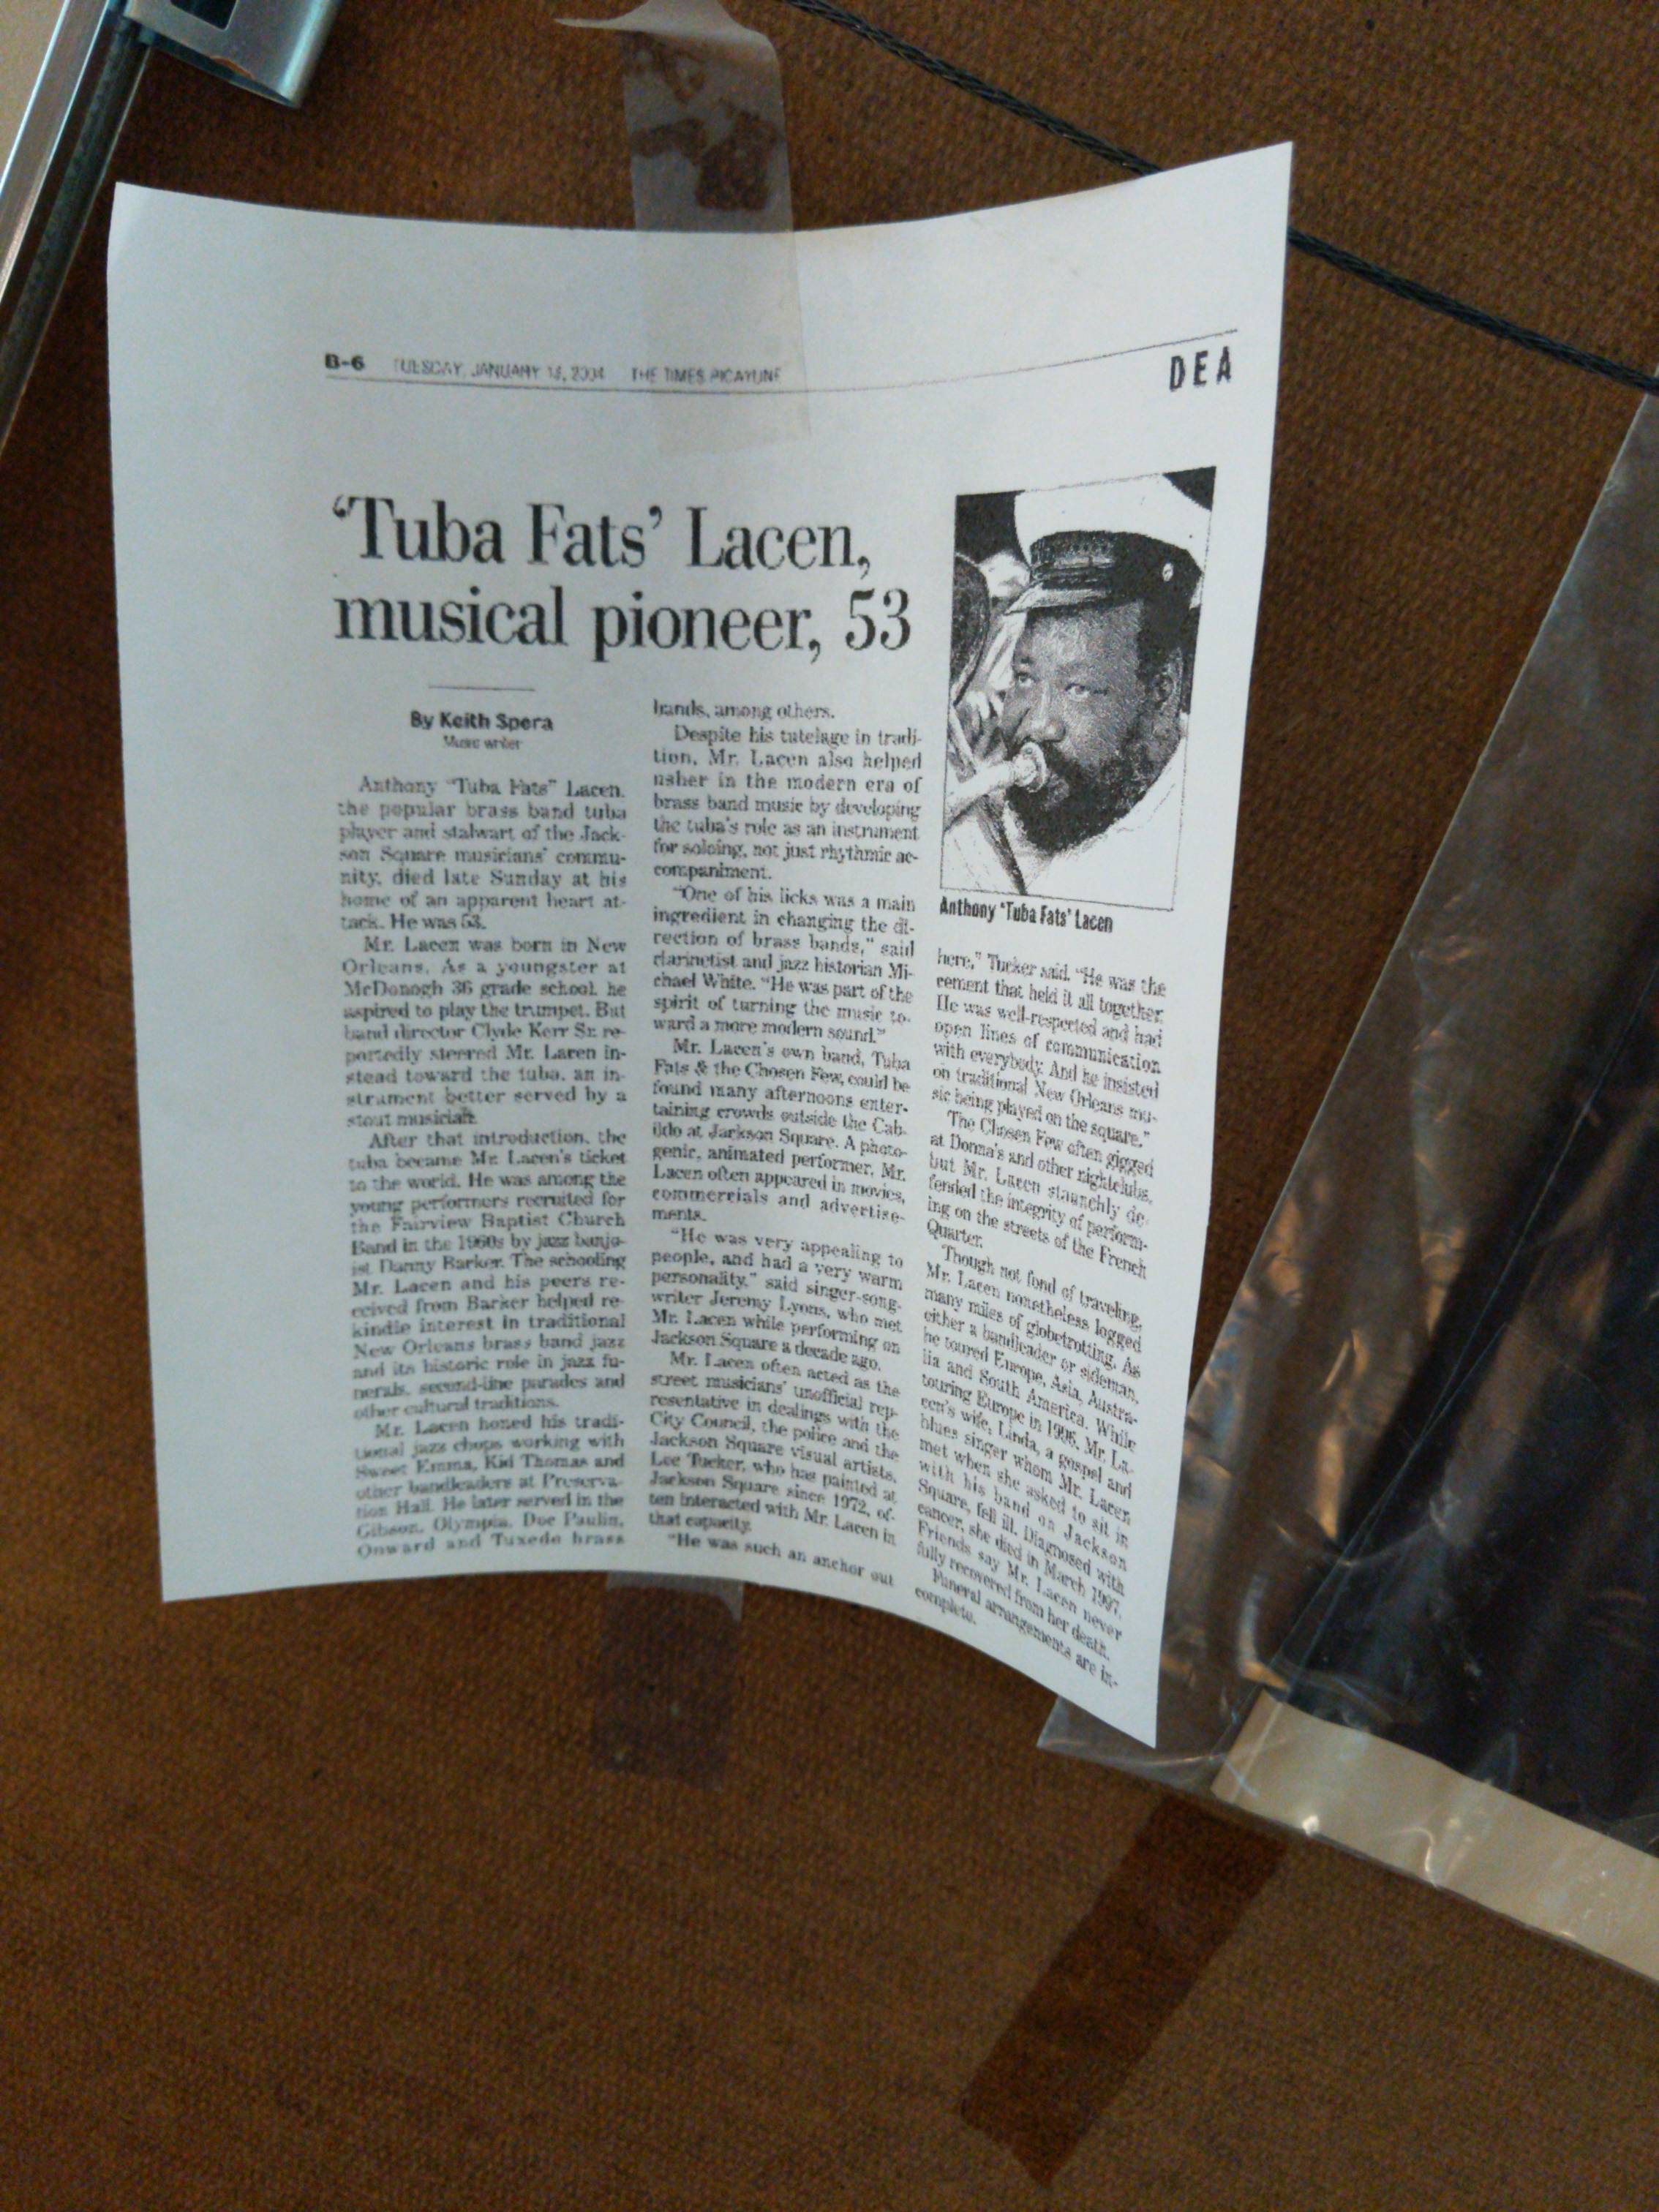 B-6 TUESDAY, JANUARY 13, 2004 THE TIMES-PICAYUNE
DEA
‘Tuba Fats’ Lacen,
musical pioneer, 53
By Keith Spera
Music writer
Anthony “Tuba Fats” Lacen,
the popular brass band tuba
player and stalwart of the Jack-
son Square musicians’ commu-
nity, died late Sunday at his
home of an apparent heart at-
tack. He was 53.
Mr. Lacen was born in New
Orleans. As a youngster at
McDonogh 36 grade school, he
aspired to play the trumpet. But
band director Clyde Kerr Sr. re-
portedly steered Mr. Lacen in-
stead toward the tuba, an in-
strument better served by a
stout musician.
After that introduction, the
tuba became Mr. Lacen’s ticket
to the world. He was among the
young performers recruited for
the Fairview Baptist Church
Band in the 1960s by jazz banjo-
ist Danny Barker. The schooling
Mr. Lacen and his peers re-
ceived from Barker helped re-
kindle interest in traditional
New Orleans brass band jazz
and its historic role in jazz fu-
nerals, second-line parades and
other cultural traditions.
Mr. Lacen honed his tradi-
tional jazz chops working with
Sweet Emma, Kid Thomas and
other bandleaders at Preserva-
tion Hall. He later served in the
Gibson, Olympia, Doc Paulin,
Onward and Tuxedo brass
bands, among others.
Despite his tutelage in tradi-
tion, Mr. Lacen also helped
usher in the modern era of
brass band music by developing
the tuba’s role as an instrument
for soloing, not just rhythmic ac-
companiment.
“One of his licks was a main
ingredient in changing the di-
rection of brass bands,” said
clarinetist and jazz historian Mi-
chael White. “He was part of the
spirit of turning the music to-
ward a more modern sound.”
Mr. Lacen’s own band, Tuba
Fats & the Chosen Few, could be
found many afternoons enter-
taining crowds outside the Cab-
ildo at Jackson Square. A photo-
genic, animated performer, Mr.
Lacen often appeared in movies,
commercials and advertise-
ments.
“He was very appealing to
people, and had a very warm
personality,” said singer-song-
writer Jeremy Lyons, who met
Mr. Lacen while performing on
Jackson Square a decade ago.
Mr. Lacen often acted as the
street musicians’ unofficial rep-
resentative in dealings with the
City Council, the police and the
Jackson Square visual artists.
Lee Tucker, who has painted at
Jackson Square since 1972, of-
ten interacted with Mr. Lacen in
that capacity.
“He was such an anchor out
Anthony ‘Tuba Fats’ Lacen
here,” Tucker said. “He was the
cement that held it all together.
He was well-respected and had
open lines of communication
with everybody. And he insisted
on traditional New Orleans mu-
sic being played on the square.”
The Chosen Few often gigged
at Donna’s and other nightclubs,
but Mr. Lacen staunchly de-
fended the integrity of perform-
ing on the streets of the French
Quarter.
Though not fond of traveling,
Mr. Lacen nonetheless logged
many miles of globetrotting. As
either a bandleader or sideman,
he toured Europe, Asia, Austra-
lia and South America. While
touring Europe in 1996, Mr. La-
cen’s wife, Linda, a gospel and
blues singer whom Mr. Lacen
met when she asked to sit in
with his band on Jackson
Square, fell ill. Diagnosed with
cancer, she died in March 1997.
Friends say Mr. Lacen never
fully recovered from her death.
Funeral arrangements are in-
complete.